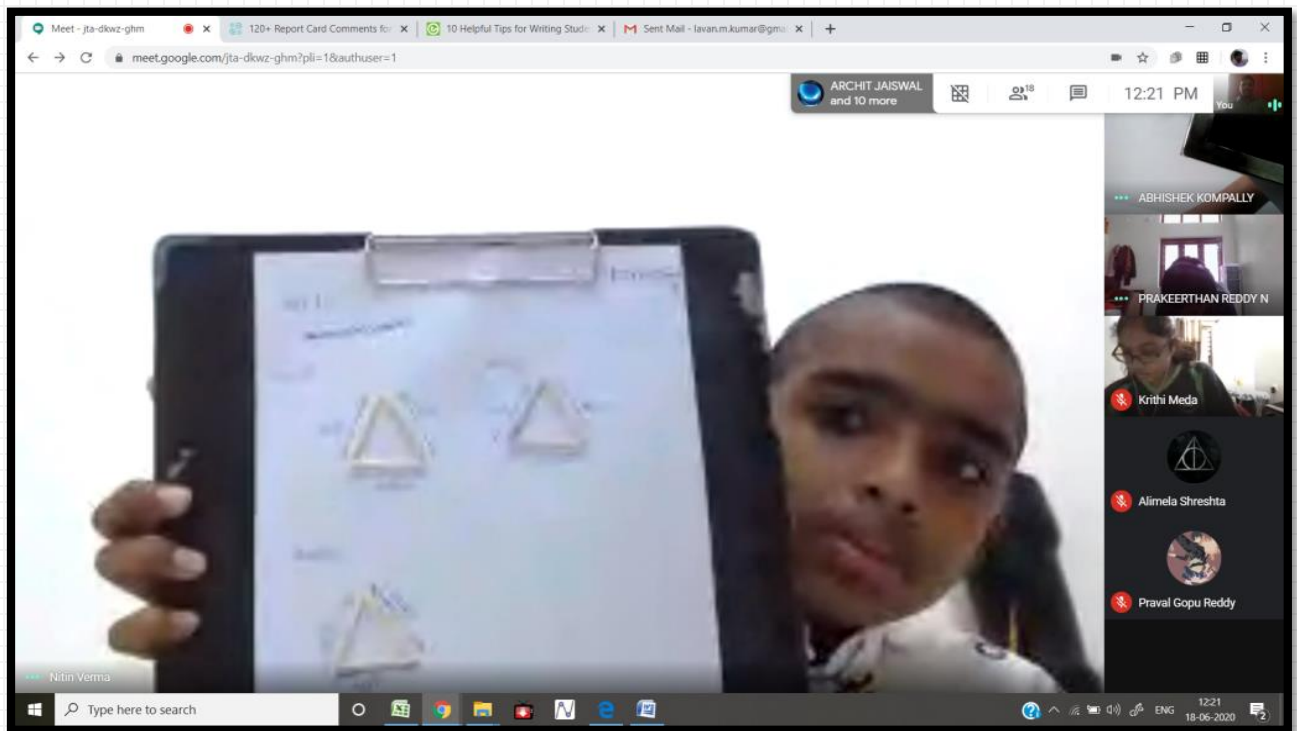 Meet - jta-dkwz-ghm
120+ Report Card Comments for
10 Helpful Tips for Writing Stude
Sent Mail - lavan.m.kumar@gma
meet.google.com/jta-dkwz-ghm?pli=1&authuser=1
ARCHIT JAISWAL
and 10 more
18
12:21 PM
You
ABHISHEK KOMPALLY
PRAKEERTHAN REDDY N
Krithi Meda
Alimela Shreshta
Praval Gopu Reddy
Nitin Verma
Type here to search
ENG
12:21
18-06-2020
2